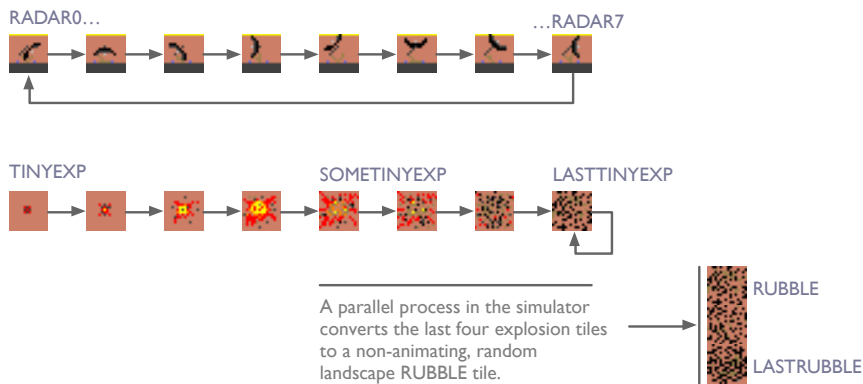 RADAR0…
…RADAR7
TINYEXP
SOMETINYEXP
LASTTINYEXP
A parallel process in the simulator
converts the last four explosion tiles
to a non-animating, random
landscape RUBBLE tile.
RUBBLE
LASTRUBBLE